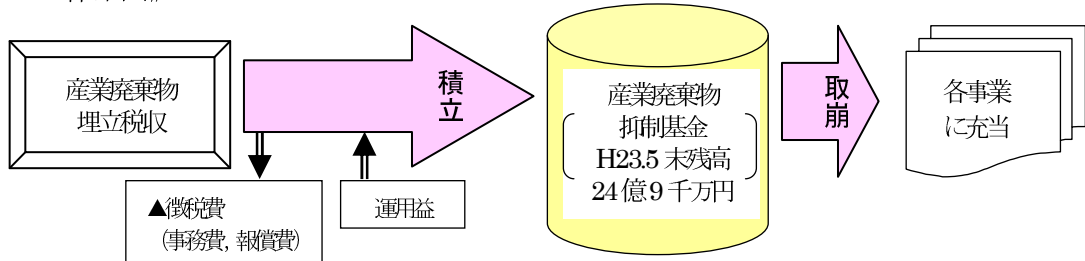 産業廃棄物
埋立税収
▲徴税費
(事務費, 報償費)
運用益
積立
産業廃棄物
抑制基金
H23.5 末残高
24億9千万円
取崩
各事業
に充当